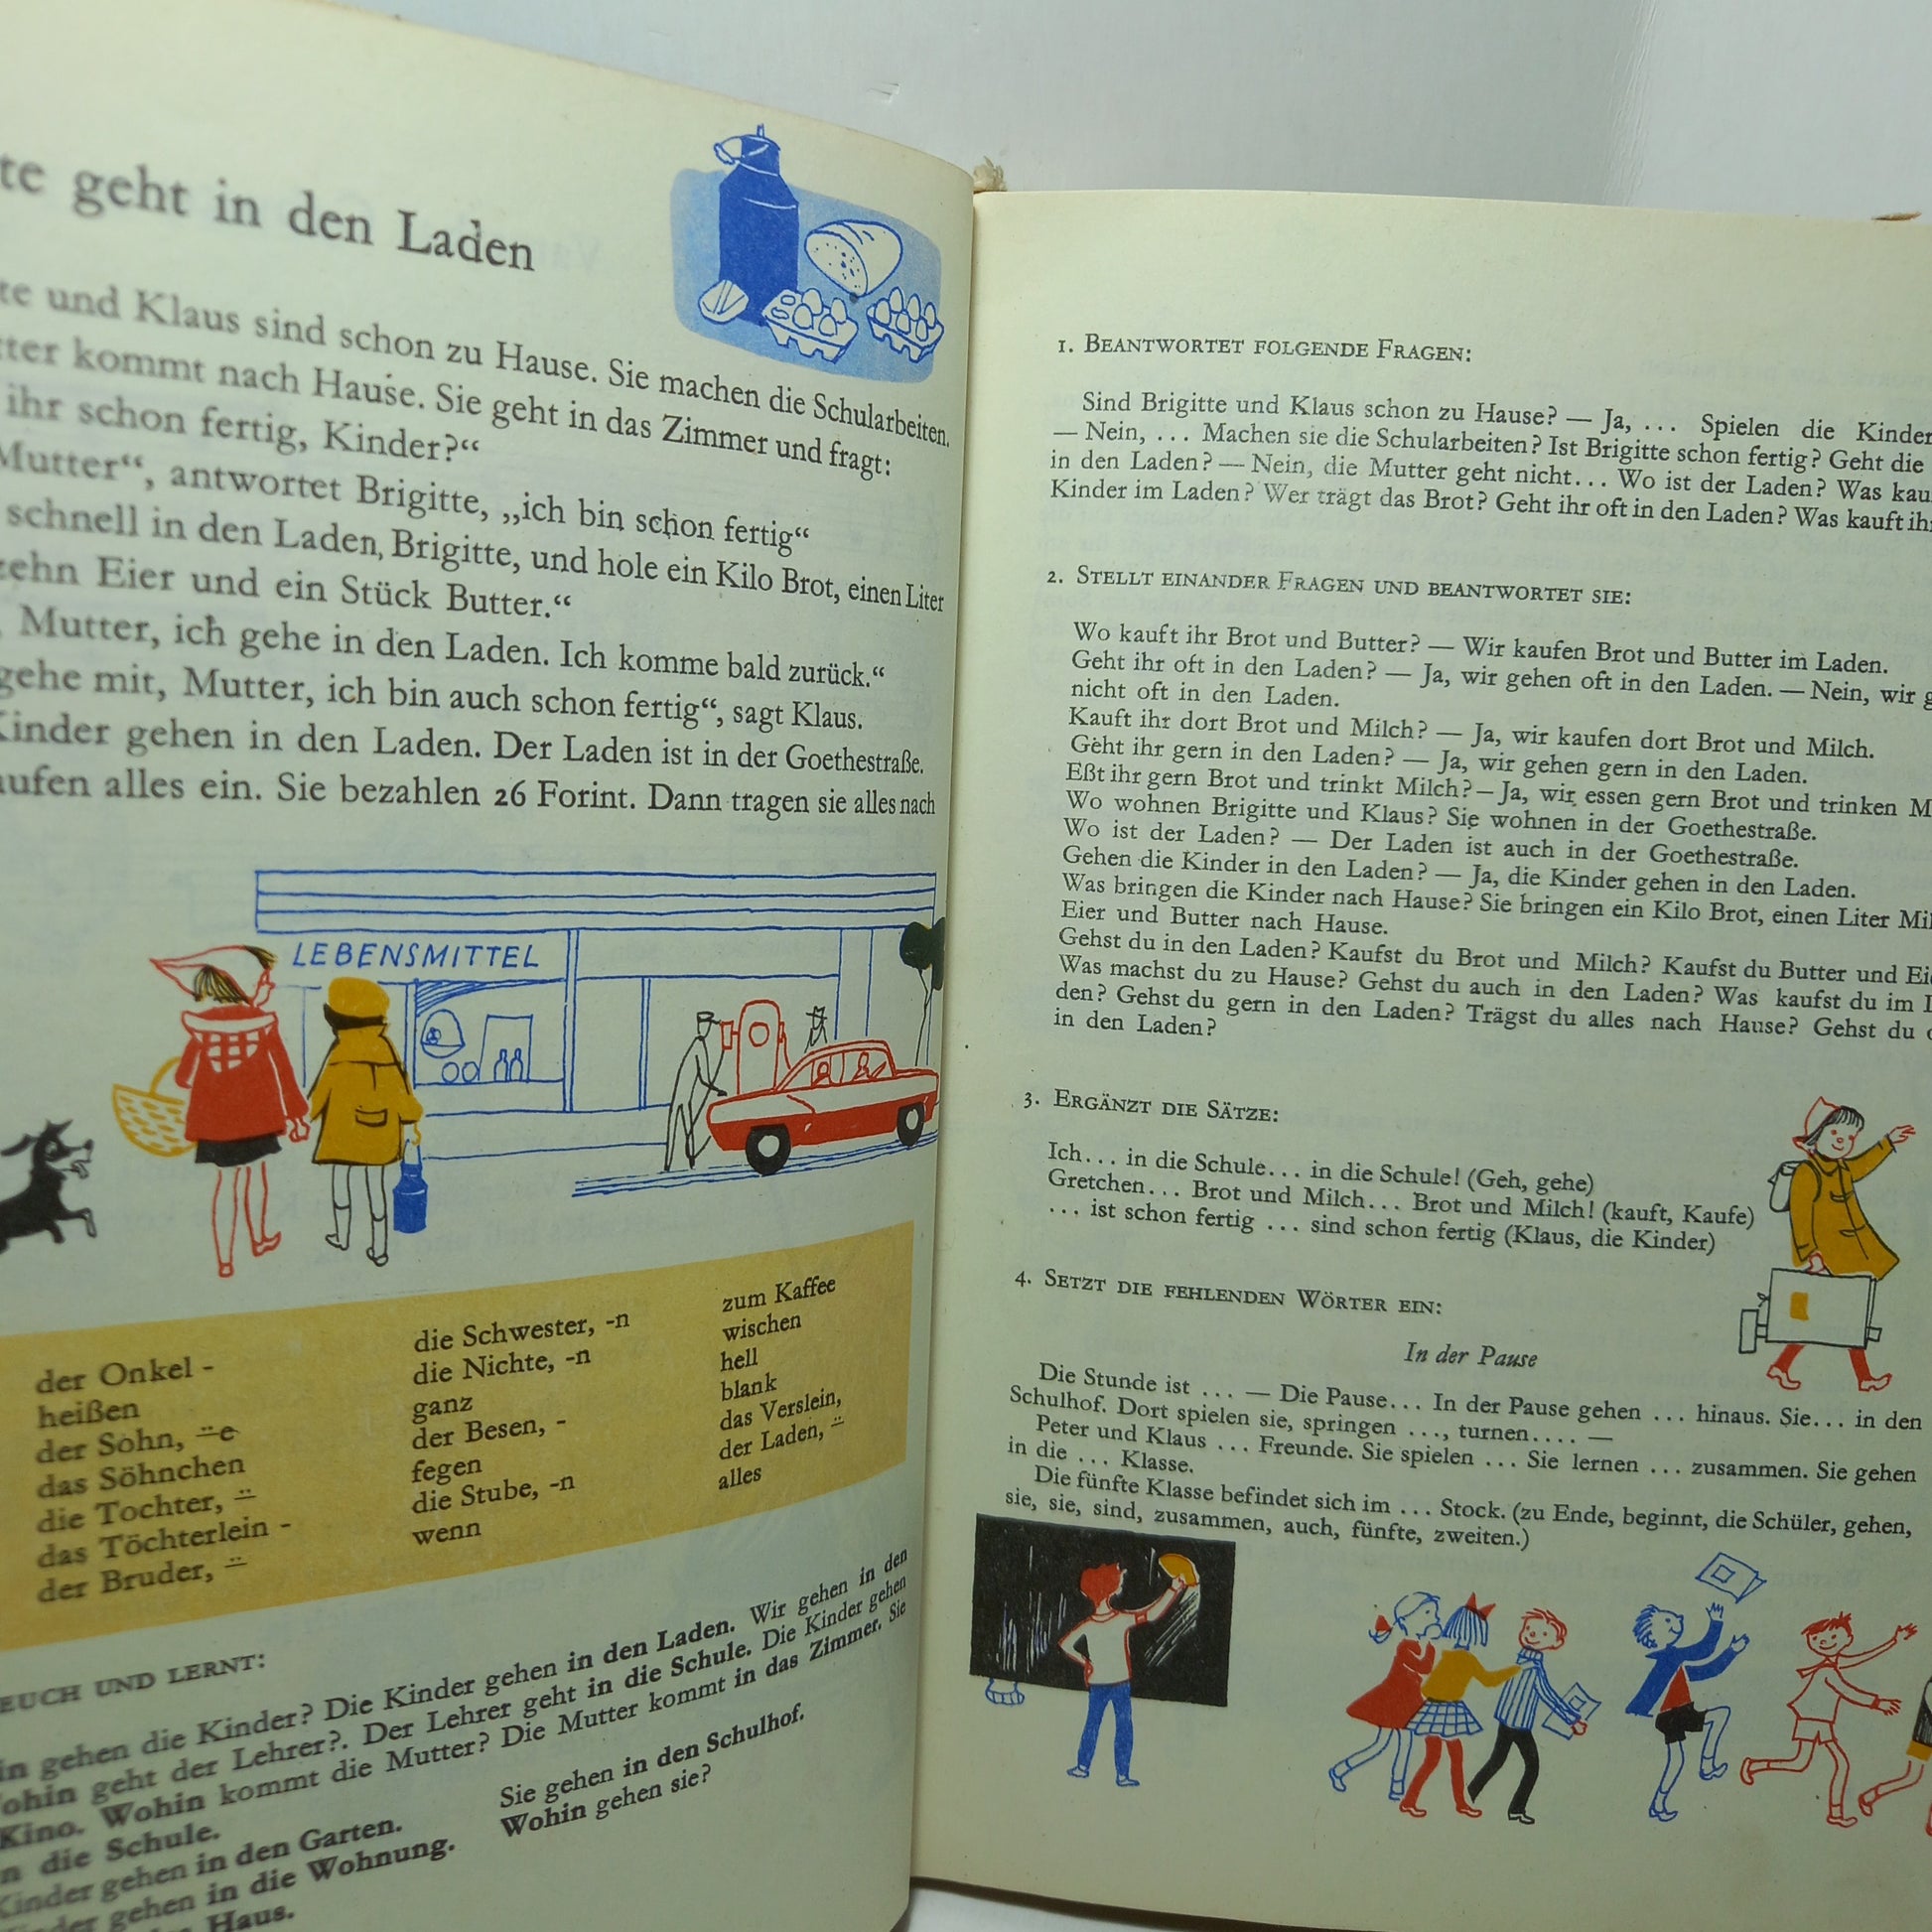 geht in den Laden
und Klaus sind schon zu Hause. Sie machen die Schularbeiten.
kommt nach Hause. Sie geht in das Zimmer und fragt:
ihr schon fertig, Kinder?“
Mutter“, antwortet Brigitte, „ich bin schon fertig“
schnell in den Laden, Brigitte, und hole ein Kilo Brot, einen Liter
zehn Eier und ein Stück Butter.“
Mutter, ich gehe in den Laden. Ich komme bald zurück.“
gehe mit, Mutter, ich bin auch schon fertig“, sagt Klaus.
Kinder gehen in den Laden. Der Laden ist in der Goethestraße.
alles ein. Sie bezahlen 26 Forint. Dann tragen sie alles nach
LEBENSMITTEL
der Onkel -
heißen
der Sohn, ⸚e
das Söhnchen
die Tochter, ⸚
das Töchterlein -
der Bruder, ⸚
die Schwester, -n
die Nichte, -n
ganz
der Besen, -
fegen
die Stube, -n
wenn
zum Kaffee
wischen
hell
blank
das Verslein,
der Laden, ⸚
alles
EUCH UND LERNT:
gehen die Kinder? Die Kinder gehen in den Laden. Wir gehen in den
geht der Lehrer?. Der Lehrer geht in die Schule. Die Kinder gehen
Kino. Wohin kommt die Mutter? Die Mutter kommt in das Zimmer. Sie
die Schule.
Kinder gehen in den Garten.
gehen in die Wohnung.
Haus.
Sie gehen in den Schulhof.
Wohin gehen sie?
1. BEANTWORTET FOLGENDE FRAGEN:
Sind Brigitte und Klaus schon zu Hause? — Ja, ... Spielen die Kinder
— Nein, ... Machen sie die Schularbeiten? Ist Brigitte schon fertig? Geht die
in den Laden? — Nein, die Mutter geht nicht... Wo ist der Laden? Was
Kinder im Laden? Wer trägt das Brot? Geht ihr oft in den Laden? Was kauft
2. STELLT EINANDER FRAGEN UND BEANTWORTET SIE:
Wo kauft ihr Brot und Butter? — Wir kaufen Brot und Butter im Laden.
Geht ihr oft in den Laden? — Ja, wir gehen oft in den Laden. — Nein, wir
nicht oft in den Laden.
Kauft ihr dort Brot und Milch? — Ja, wir kaufen dort Brot und Milch.
Geht ihr gern in den Laden? — Ja, wir gehen gern in den Laden.
Eßt ihr gern Brot und trinkt Milch? — Ja, wir essen gern Brot und trinken
Wo wohnen Brigitte und Klaus? Sie wohnen in der Goethestraße.
Wo ist der Laden? — Der Laden ist auch in der Goethestraße.
Gehen die Kinder in den Laden? — Ja, die Kinder gehen in den Laden.
Was bringen die Kinder nach Hause? Sie bringen ein Kilo Brot, einen Liter
Eier und Butter nach Hause.
Gehst du in den Laden? Kaufst du Brot und Milch? Kaufst du Butter und
Was machst du zu Hause? Gehst du auch in den Laden? Was kaufst du im
den? Gehst du gern in den Laden? Trägst du alles nach Hause? Gehst du
in den Laden?
3. ERGÄNZT DIE SÄTZE:
Ich... in die Schule... in die Schule! (Geh, gehe)
Gretchen... Brot und Milch... Brot und Milch! (kauft, Kaufe)
... ist schon fertig ... sind schon fertig (Klaus, die Kinder)
4. SETZT DIE FEHLENDEN WÖRTER EIN:
In der Pause
Die Stunde ist ... — Die Pause... In der Pause gehen ... hinaus. Sie... in den
Schulhof. Dort spielen sie, springen ..., turnen.... —
Peter und Klaus ... Freunde. Sie spielen ... Sie lernen ... zusammen. Sie gehen
in die ... Klasse.
Die fünfte Klasse befindet sich im ... Stock. (zu Ende, beginnt, die Schüler, gehen,
sie, sie, sind, zusammen, auch, fünfte, zweiten.)